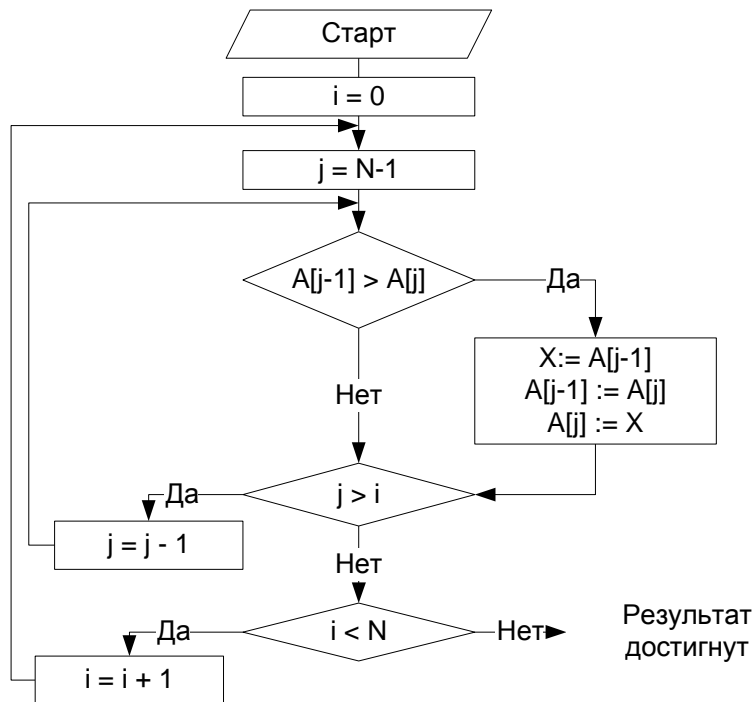 Старт
i = 0
j = N-1
A[j-1] > A[j]
Да
X:= A[j-1]
A[j-1] := A[j]
A[j] := X
Нет
j > i
Да
j = j - 1
Нет
i < N
Да
Нет
Результат
достигнут
i = i + 1